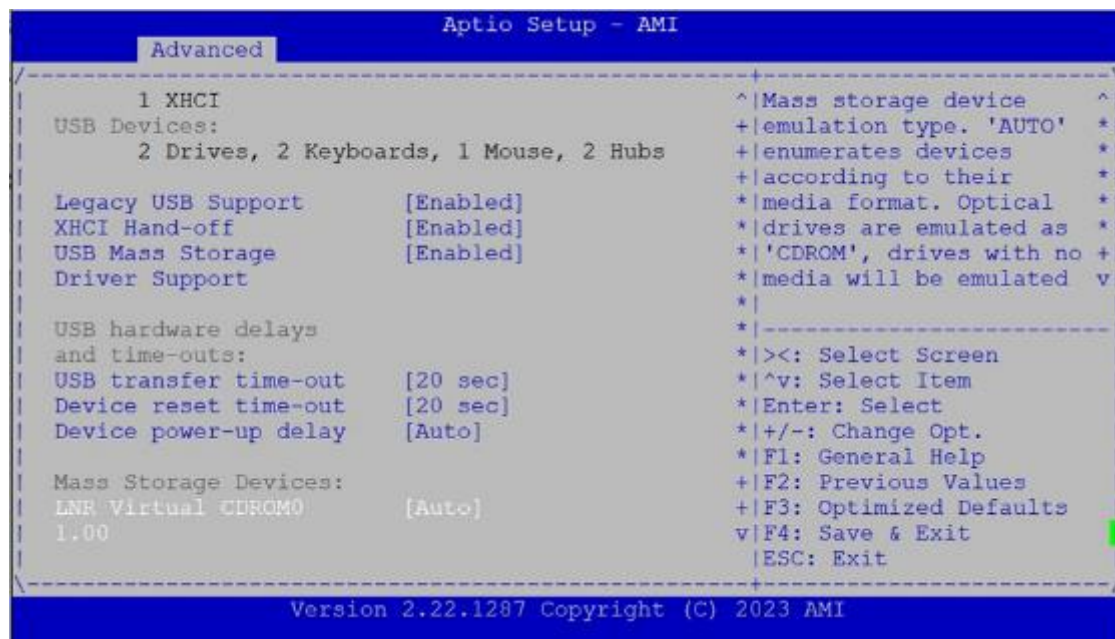 Aptio Setup - AMI
Advanced
1 XHCI
USB Devices:
2 Drives, 2 Keyboards, 1 Mouse, 2 Hubs
Legacy USB Support [Enabled]
XHCI Hand-off [Enabled]
USB Mass Storage [Enabled]
Driver Support
USB hardware delays
and time-outs:
USB transfer time-out [20 sec]
Device reset time-out [20 sec]
Device power-up delay [Auto]
Mass Storage Devices:
LNR Virtual CDROM0 [Auto]
1.00
Mass storage device
emulation type. 'AUTO'
enumerates devices
according to their
media format. Optical
drives are emulated as
'CDROM', drives with no
media will be emulated
><: Select Screen
^v: Select Item
Enter: Select
+/-: Change Opt.
F1: General Help
F2: Previous Values
F3: Optimized Defaults
F4: Save & Exit
ESC: Exit
Version 2.22.1287 Copyright (C) 2023 AMI